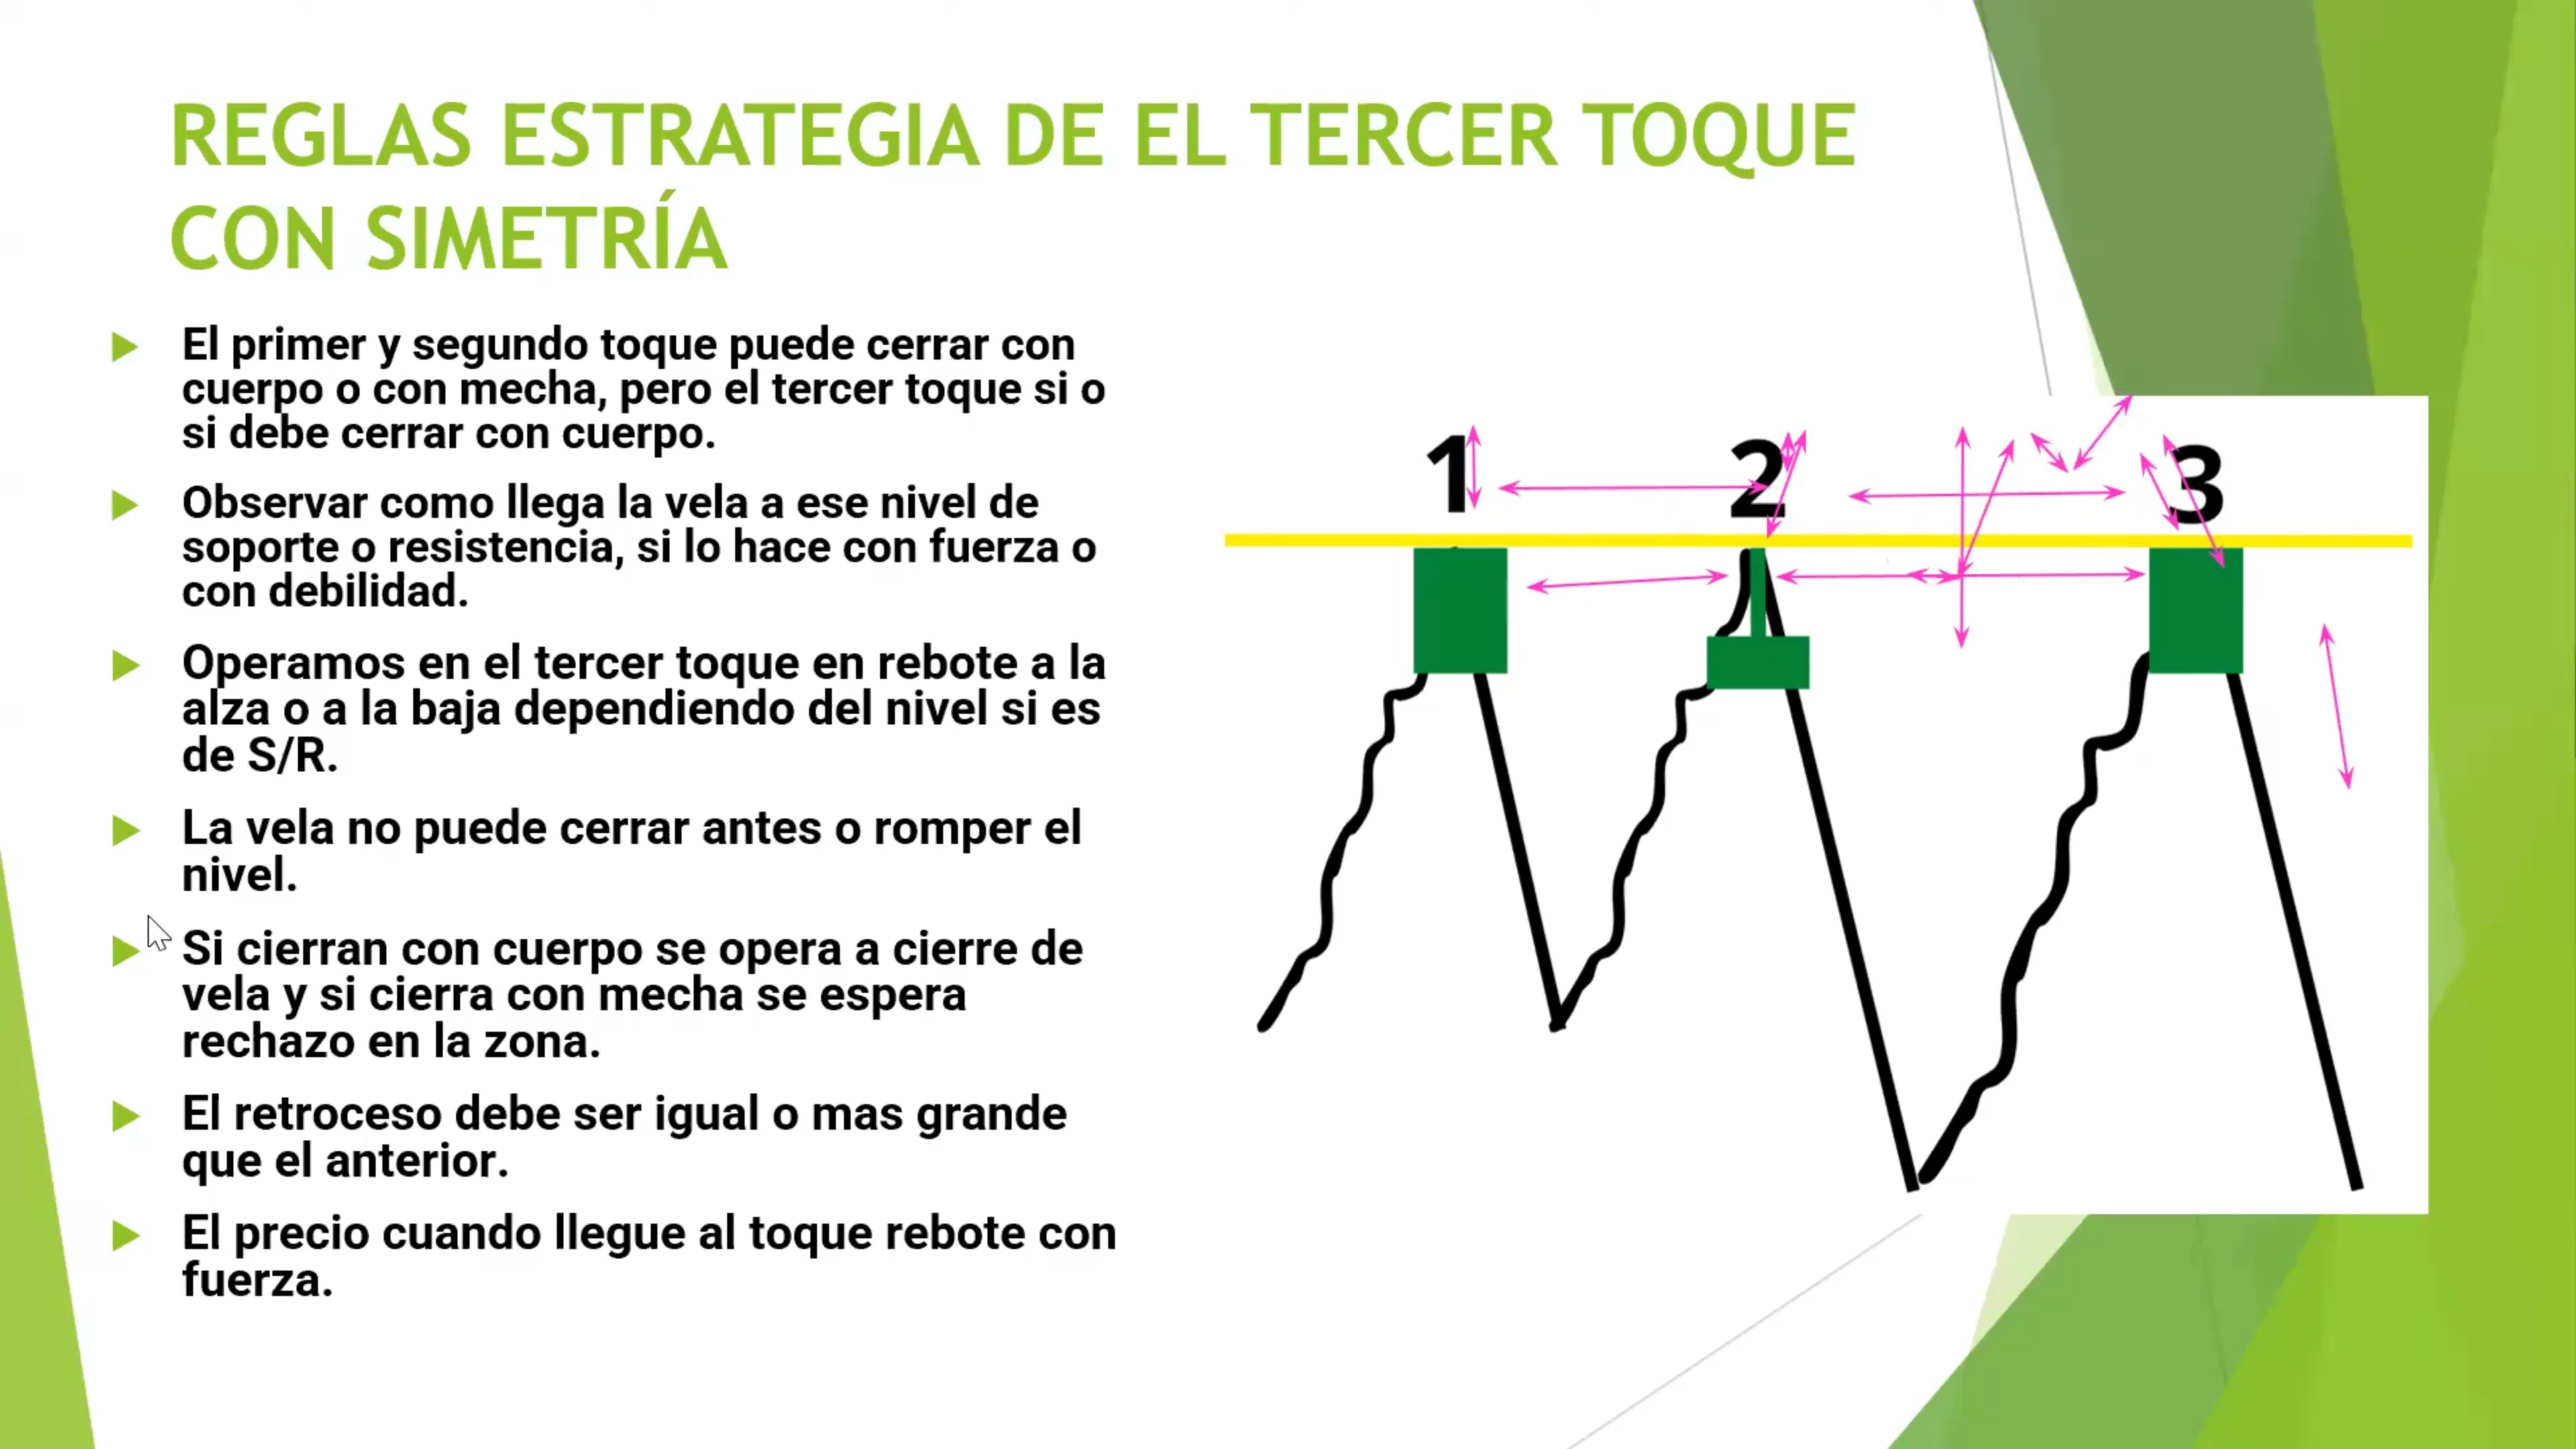 REGLAS ESTRATEGIA DE EL TERCER TOQUE
CON SIMETRÍA
El primer y segundo toque puede cerrar con
cuerpo o con mecha, pero el tercer toque si o
si debe cerrar con cuerpo.
Observar como llega la vela a ese nivel de
soporte o resistencia, si lo hace con fuerza o
con debilidad.
Operamos en el tercer toque en rebote a la
alza o a la baja dependiendo del nivel si es
de S/R.
La vela no puede cerrar antes o romper el
nivel.
Si cierran con cuerpo se opera a cierre de
vela y si cierra con mecha se espera
rechazo en la zona.
El retroceso debe ser igual o mas grande
que el anterior.
El precio cuando llegue al toque rebote con
fuerza.
1 2 3